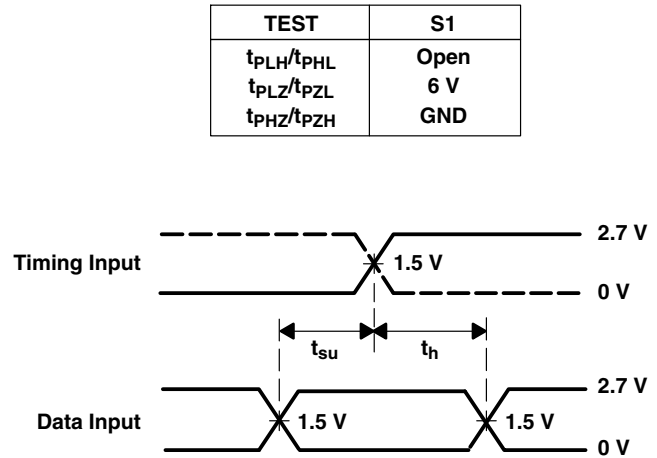 TEST S1
tPLH/tPHL Open
tPLZ/tPZL 6 V
tPHZ/tPZH GND
2.7 V
Timing Input 1.5 V
0 V
tsu th
2.7 V
Data Input 1.5 V 1.5 V
0 V